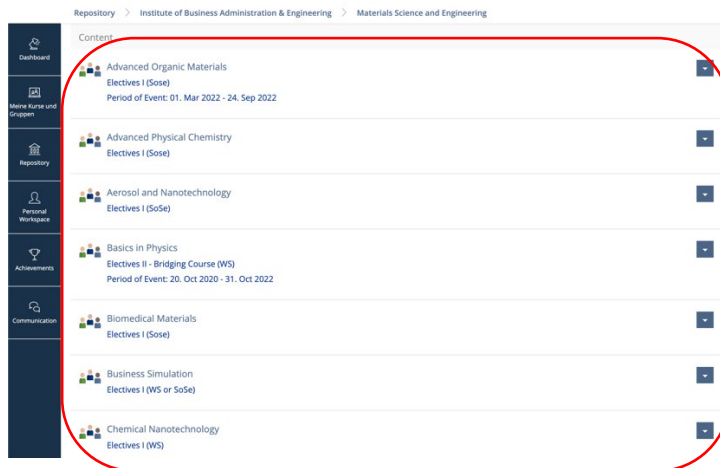 Repository > Institute of Business Administration & Engineering > Materials Science and Engineering
Content
Dashboard
Meine Kurse und
Gruppen
Repository
Personal
Workspace
Achievements
Communication
Advanced Organic Materials
Electives I (Sose)
Period of Event: 01. Mar 2022 - 24. Sep 2022
Advanced Physical Chemistry
Electives I (Sose)
Aerosol and Nanotechnology
Electives I (SoSe)
Basics in Physics
Electives II - Bridging Course (WS)
Period of Event: 20. Oct 2020 - 31. Oct 2022
Biomedical Materials
Electives I (Sose)
Business Simulation
Electives I (WS or SoSe)
Chemical Nanotechnology
Electives I (WS)